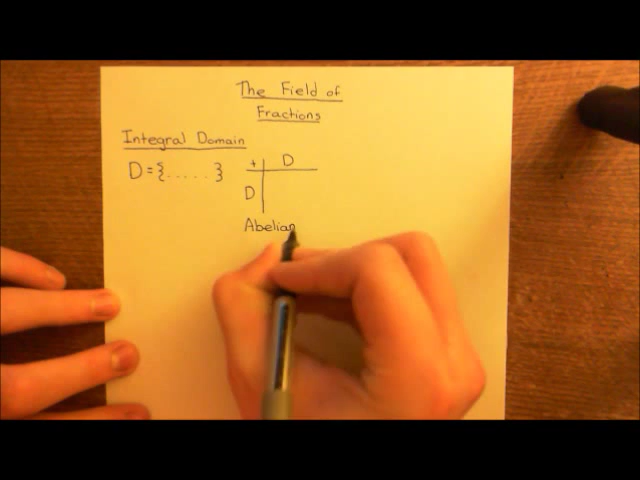 The Field of
Fractions
Integral Domain
D = {.....}
+ D
D
Abelian